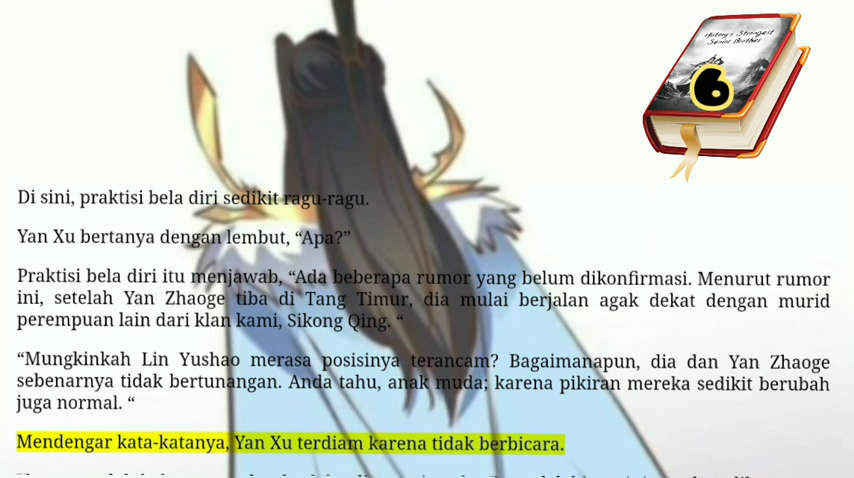 History's Strongest
Senior Brother
6
Di sini, praktisi bela diri sedikit ragu-ragu.
Yan Xu bertanya dengan lembut, “Apa?”
Praktisi bela diri itu menjawab, “Ada beberapa rumor yang belum dikonfirmasi. Menurut rumor
ini, setelah Yan Zhaoge tiba di Tang Timur, dia mulai berjalan agak dekat dengan murid
perempuan lain dari klan kami, Sikong Qing. “
“Mungkinkah Lin Yushao merasa posisinya terancam? Bagaimanapun, dia dan Yan Zhaoge
sebenarnya tidak bertunangan. Anda tahu, anak muda; karena pikiran mereka sedikit berubah
juga normal. “
Mendengar kata-katanya, Yan Xu terdiam karena tidak berbicara.